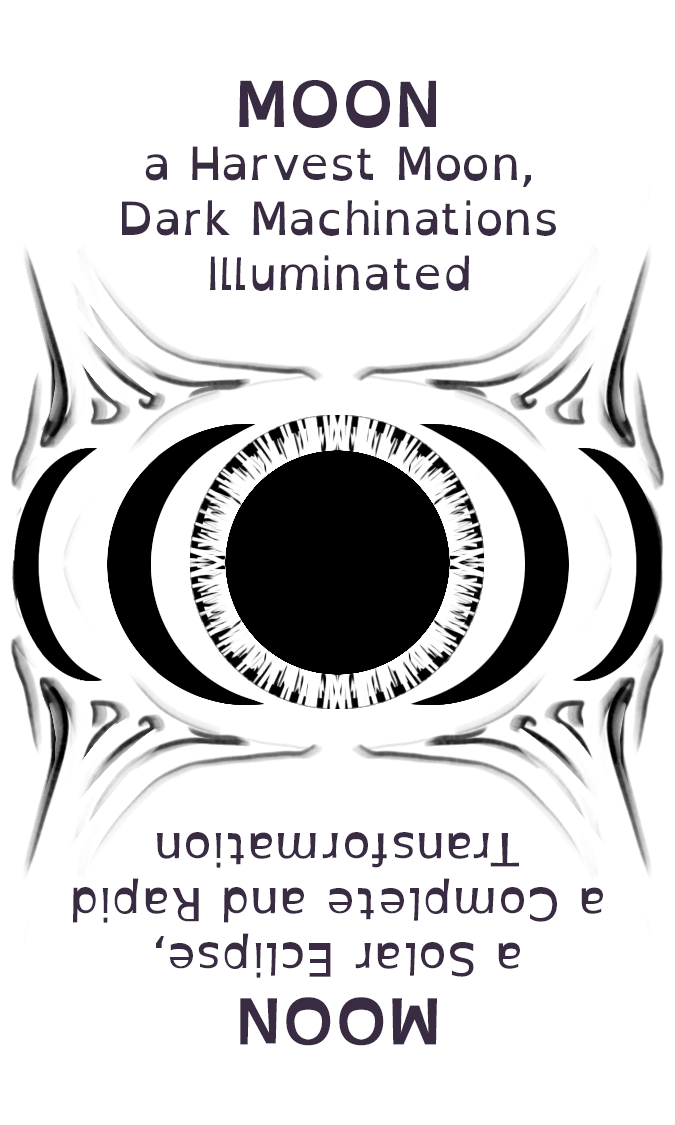 MOON
a Harvest Moon,
Dark Machinations
Illuminated
MOON
a Solar Eclipse,
a Complete and Rapid
Transformation